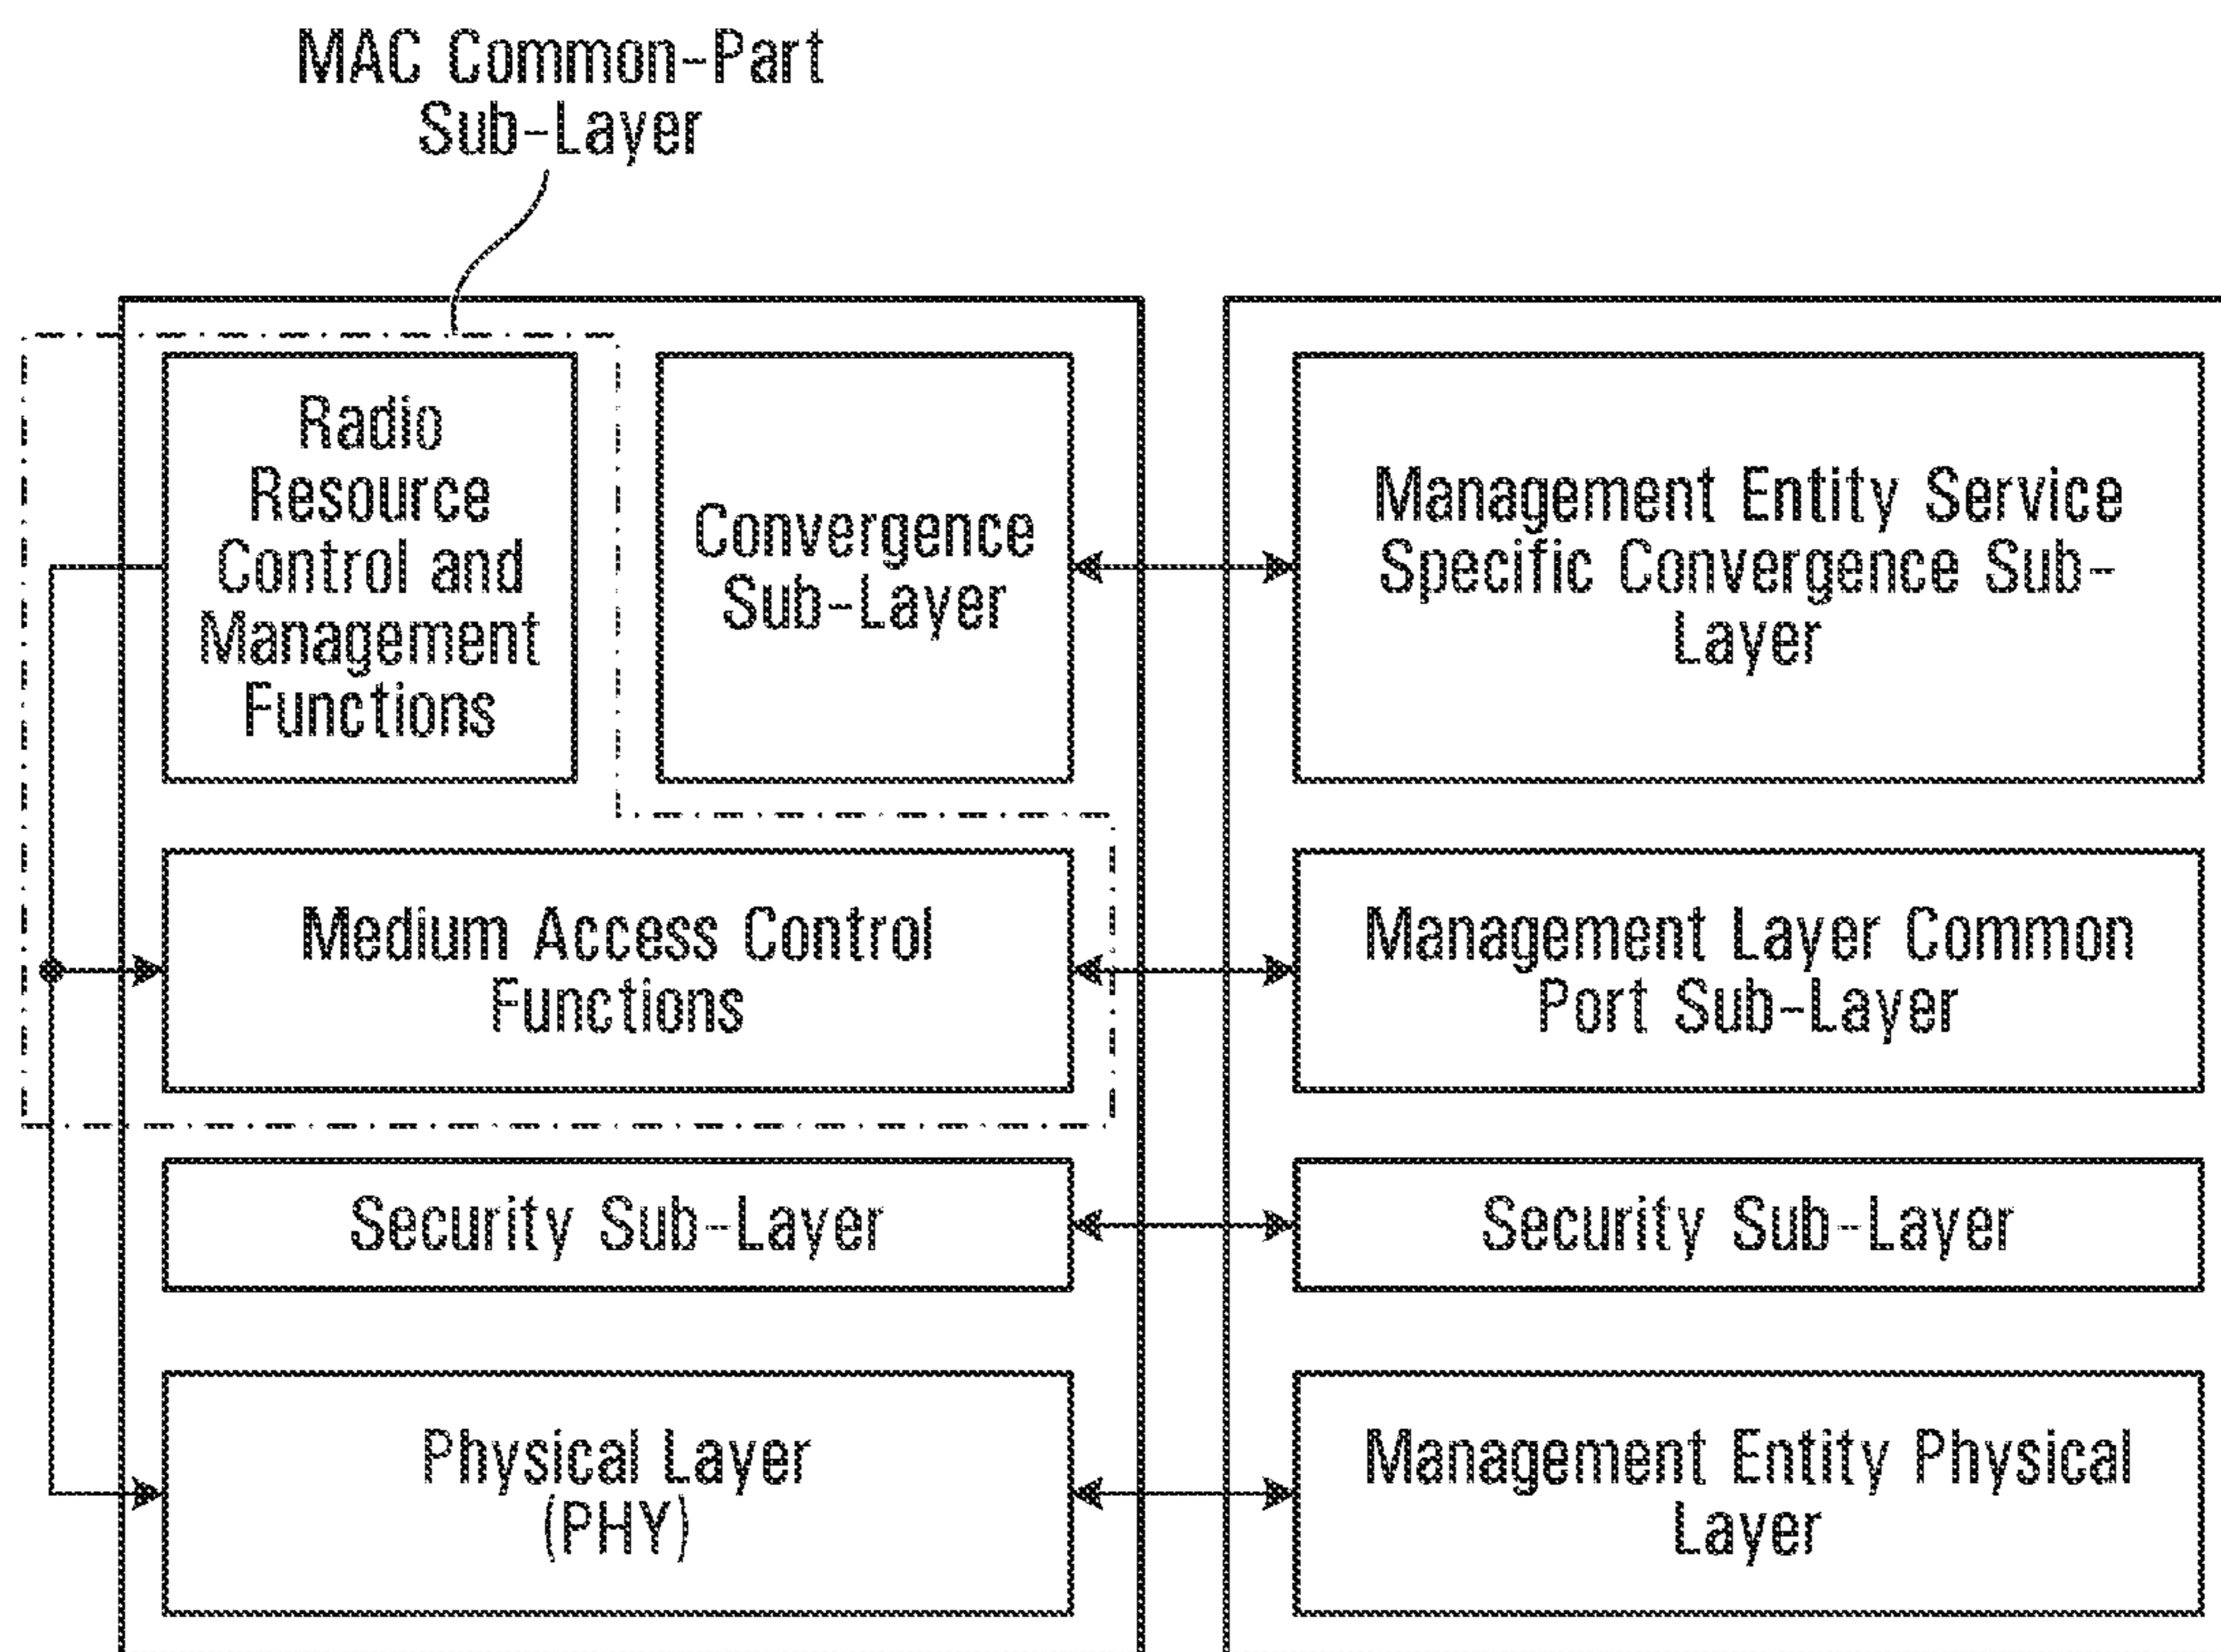 MAC Common-Part
Sub-Layer
Radio
Resource
Control and
Management
Functions
Convergence
Sub-Layer
Management Entity Service
Specific Convergence Sub-
Layer
Medium Access Control
Functions
Management Layer Common
Port Sub-Layer
Security Sub-Layer
Security Sub-Layer
Physical Layer
(PHY)
Management Entity Physical
Layer